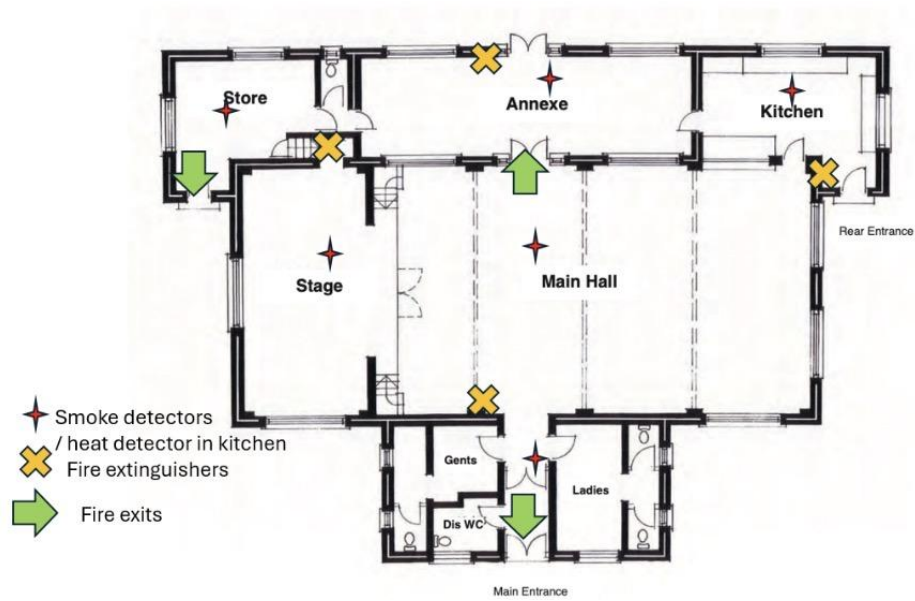 Store
Annexe
Kitchen
Rear Entrance
Stage
Main Hall
Smoke detectors
/ heat detector in kitchen
Fire extinguishers
Fire exits
Gents
Ladies
Dis WC
Main Entrance